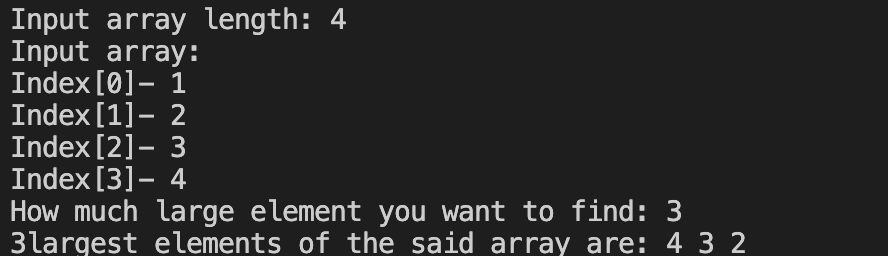 Input array length: 4
Input array:
Index[0]- 1
Index[1]- 2
Index[2]- 3
Index[3]- 4
How much large element you want to find: 3
3largest elements of the said array are: 4 3 2